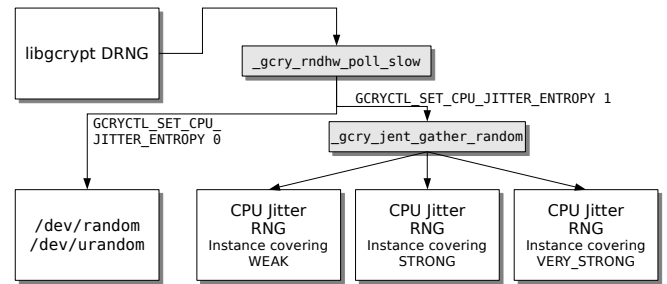 libgcrypt DRNG
_gcry_rndhw_poll_slow
GCRYCTL_SET_CPU_JITTER_ENTROPY 1
GCRYCTL_SET_CPU_
JITTER_ENTROPY 0
_gcry_jent_gather_random
/dev/random
/dev/urandom
CPU Jitter
RNG
Instance covering
WEAK
CPU Jitter
RNG
Instance covering
STRONG
CPU Jitter
RNG
Instance covering
VERY_STRONG